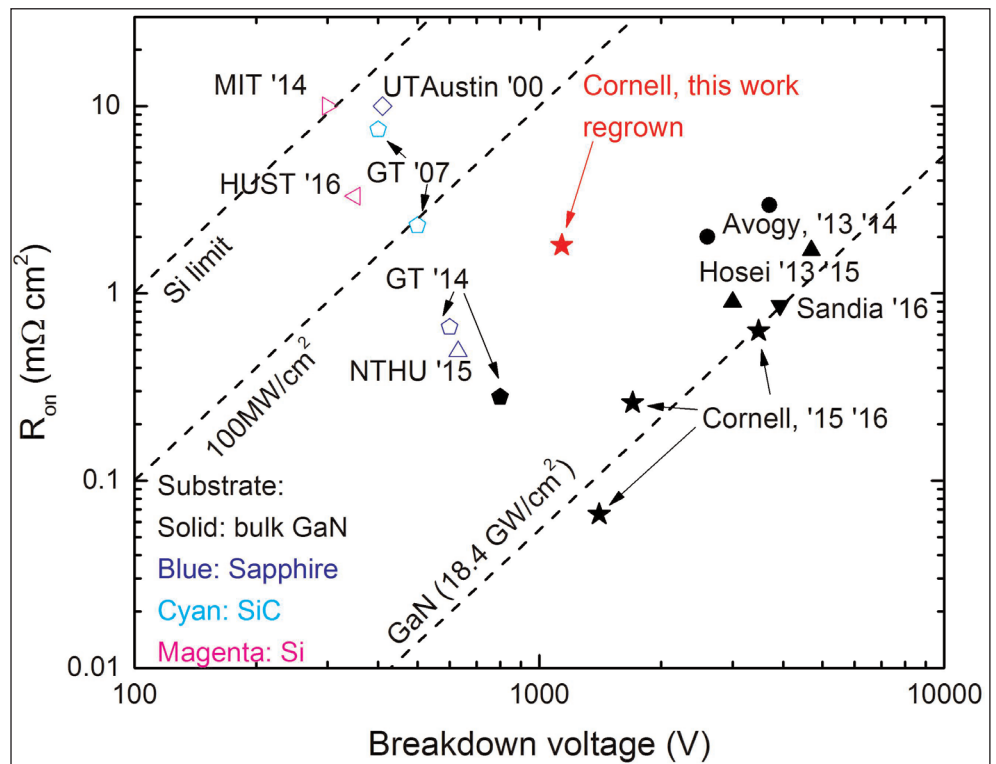 MIT '14
UTAustin '00
Cornell, this work
regrown
GT '07
HUST '16
Avogy, '13 '14
Si limit
Hosei '13 '15
GT '14
Sandia '16
NTHU '15
100MW/cm²
Cornell, '15 '16
GaN (18.4 GW/cm²)
Substrate:
Solid: bulk GaN
Blue: Sapphire
Cyan: SiC
Magenta: Si
10
1
0.1
0.01
R_on (mΩ cm²)
100
1000
10000
Breakdown voltage (V)